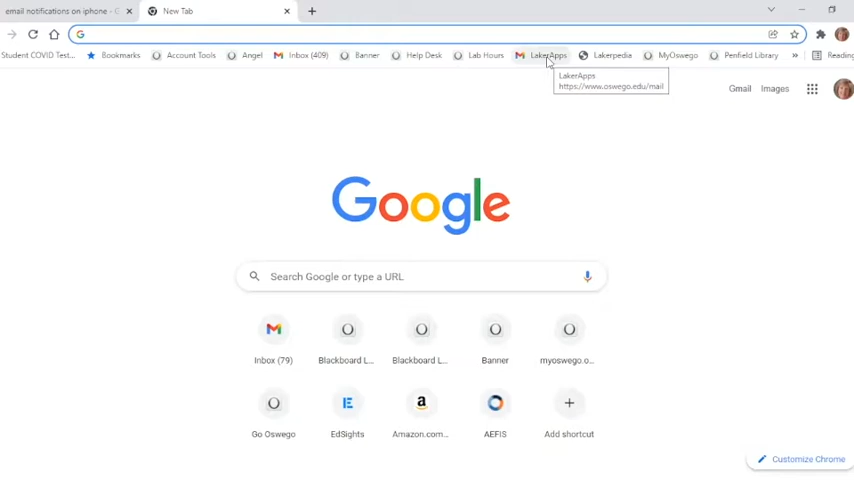 email notifications on iphone - G
New Tab
Student COVID Test...
Bookmarks
Account Tools
Angel
Inbox (409)
Banner
Help Desk
Lab Hours
LakerApps
Lakerpedia
MyOswego
Penfield Library
»
Reading
LakerApps
https://www.oswego.edu/mail
Gmail
Images
Google
Search Google or type a URL
Inbox (79)
Blackboard L...
Blackboard L...
Banner
myoswego.o...
Go Oswego
EdSights
Amazon.com...
AEFIS
Add shortcut
Customize Chrome